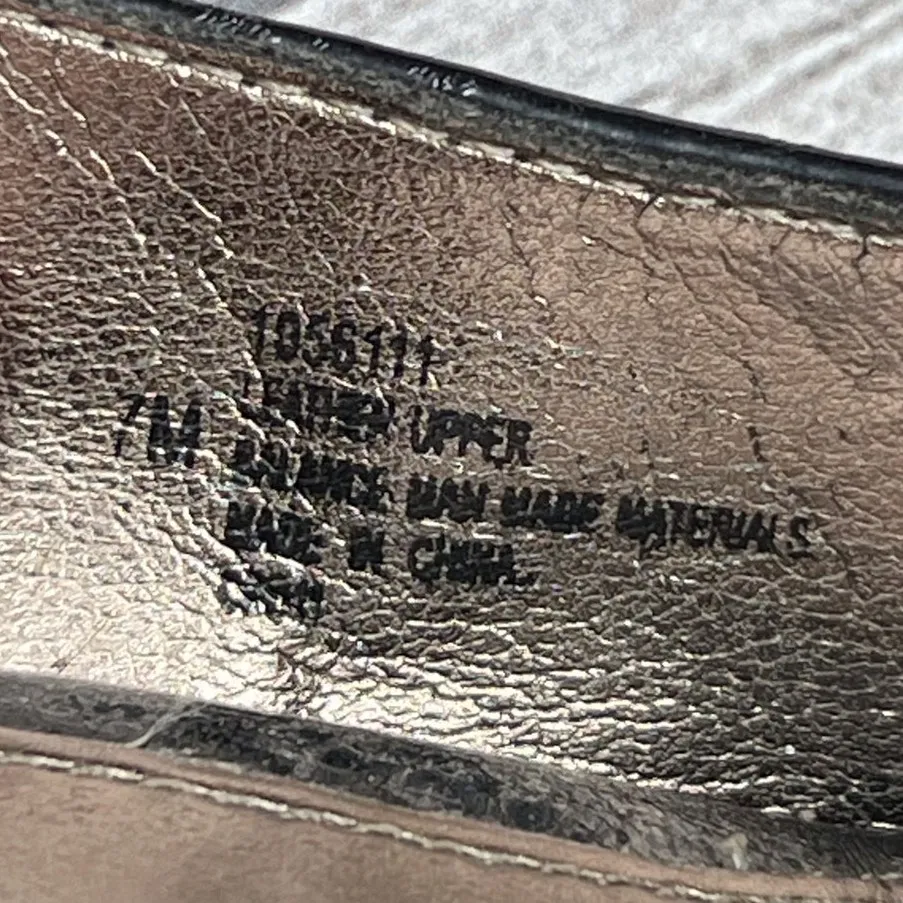 1036111
LEATHER UPPER
7M BALANCE MAN MADE MATERIALS
MADE IN CHINA